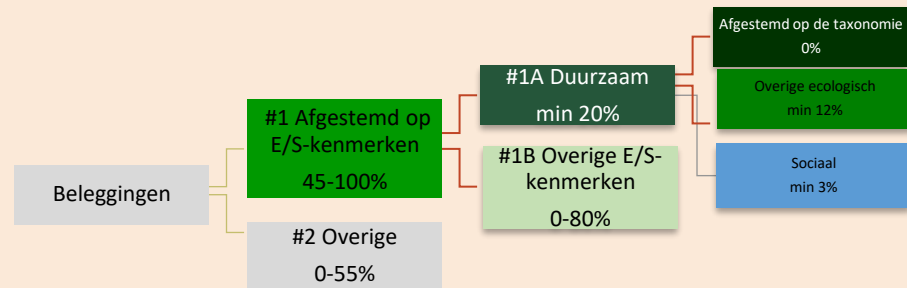 Beleggingen
#1 Afgestemd op
E/S-kenmerken
45-100%
#2 Overige
0-55%
#1A Duurzaam
min 20%
#1B Overige E/S-
kenmerken
0-80%
Afgestemd op de taxonomie
0%
Overige ecologisch
min 12%
Sociaal
min 3%